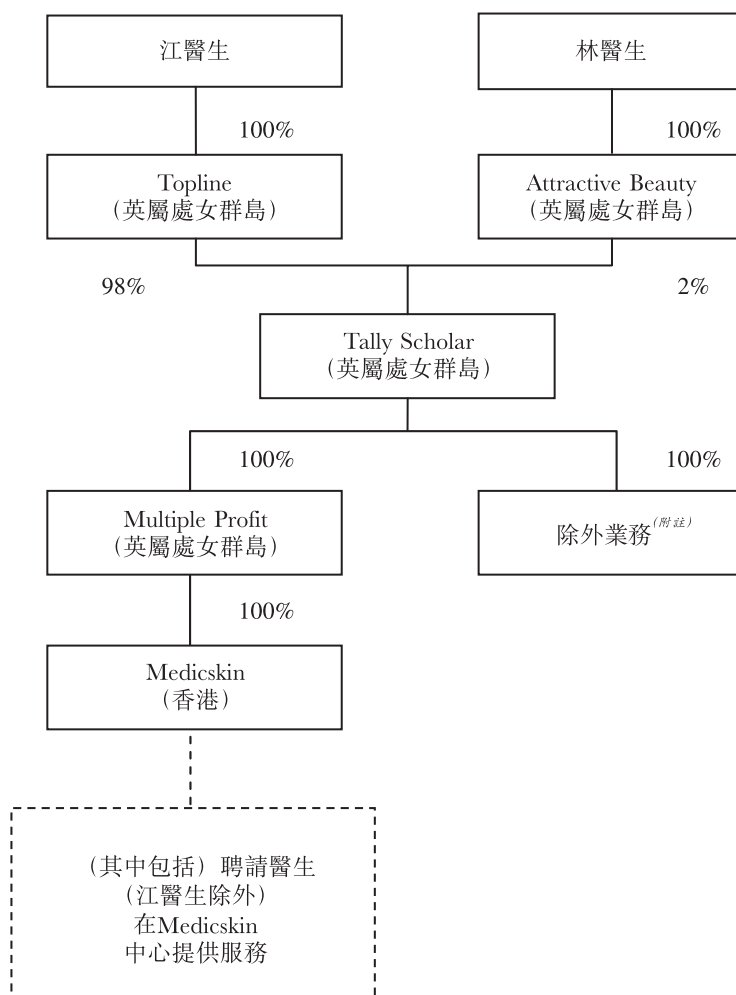 江醫生
林醫生
100%
100%
Topline
（英屬處女群島）
Attractive Beauty
（英屬處女群島）
98%
2%
Tally Scholar
（英屬處女群島）
100%
100%
Multiple Profit
（英屬處女群島）
除外業務（附註）
100%
Medicskin
（香港）
（其中包括）聘請醫生
（江醫生除外）
在Medicskin
中心提供服務